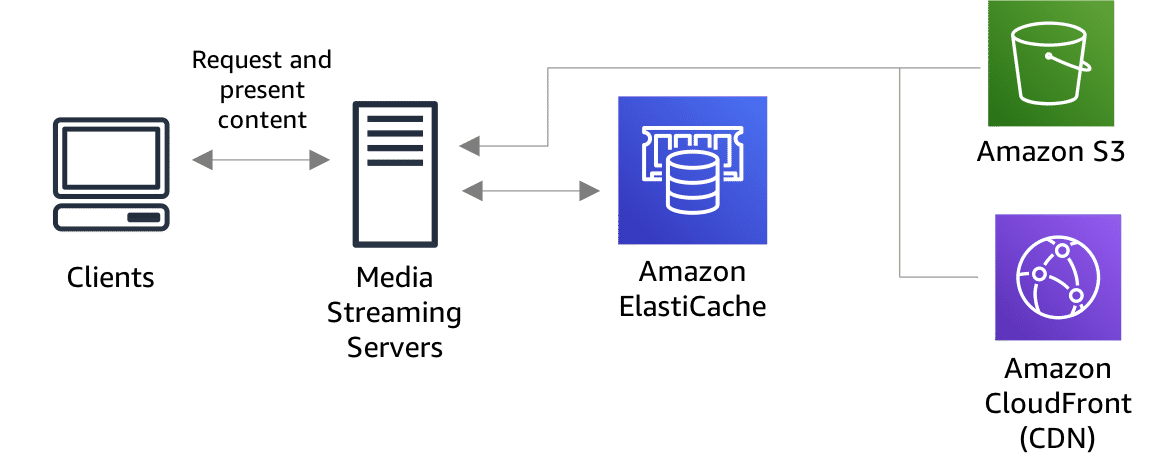 Request and
present
content
Clients
Media
Streaming
Servers
Amazon
ElastiCache
Amazon S3
Amazon
CloudFront
(CDN)